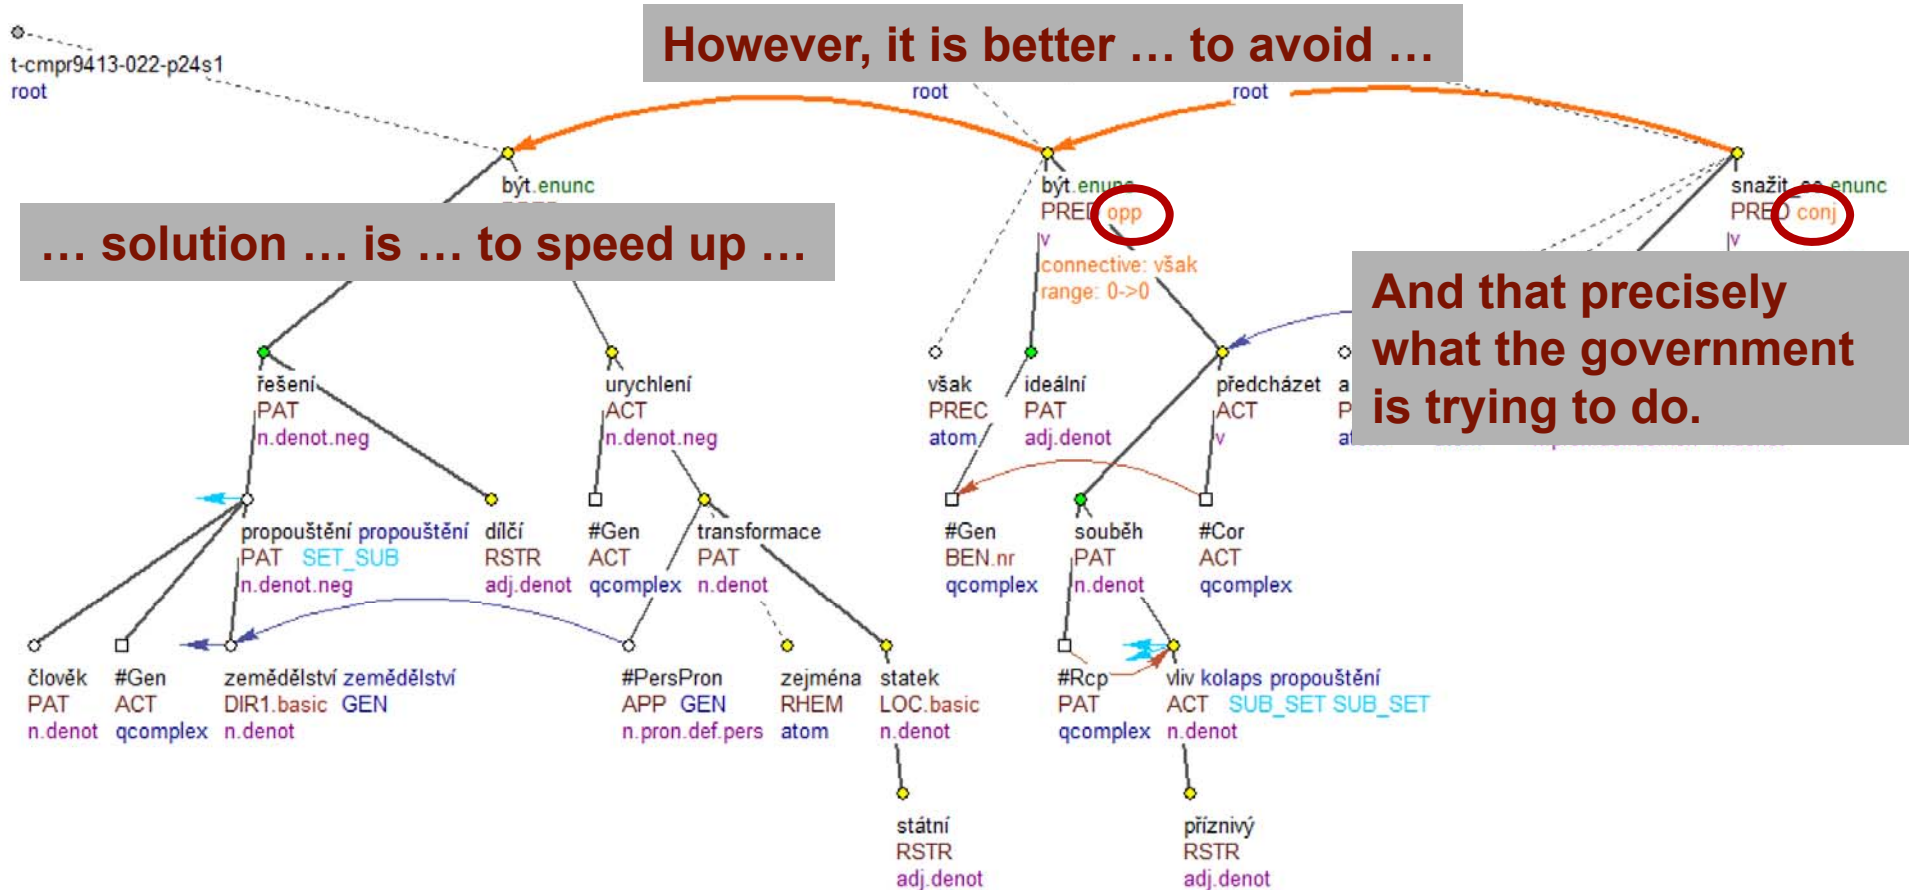 However, it is better … to avoid …
t-cmpr9413-022-p24s1
root
root
root
být.enunc
být.enunc
PRED opp
v
connective: však
range: 0->0
snažit_se.enunc
PRED conj
v
… solution … is … to speed up …
And that precisely
what the government
is trying to do.
řešení
PAT
n.denot.neg
urychlení
ACT
n.denot.neg
však
PREC
atom
ideální
PAT
adj.denot
předcházet
ACT
v
propouštění propouštění
PAT SET_SUB
n.denot.neg
dílčí
RSTR
adj.denot
#Gen
ACT
qcomplex
transformace
PAT
n.denot
#Gen
BEN.nr
qcomplex
souběh
PAT
n.denot
#Cor
ACT
qcomplex
člověk
PAT
n.denot
#Gen
ACT
qcomplex
zemědělství zemědělství
DIR1.basic GEN
n.denot
#PersPron
APP GEN
n.pron.def.pers
zejména
RHEM
atom
statek
LOC.basic
n.denot
#Rcp
PAT
qcomplex
vliv kolaps propouštění
ACT SUB_SET SUB_SET
n.denot
státní
RSTR
adj.denot
příznivý
RSTR
adj.denot